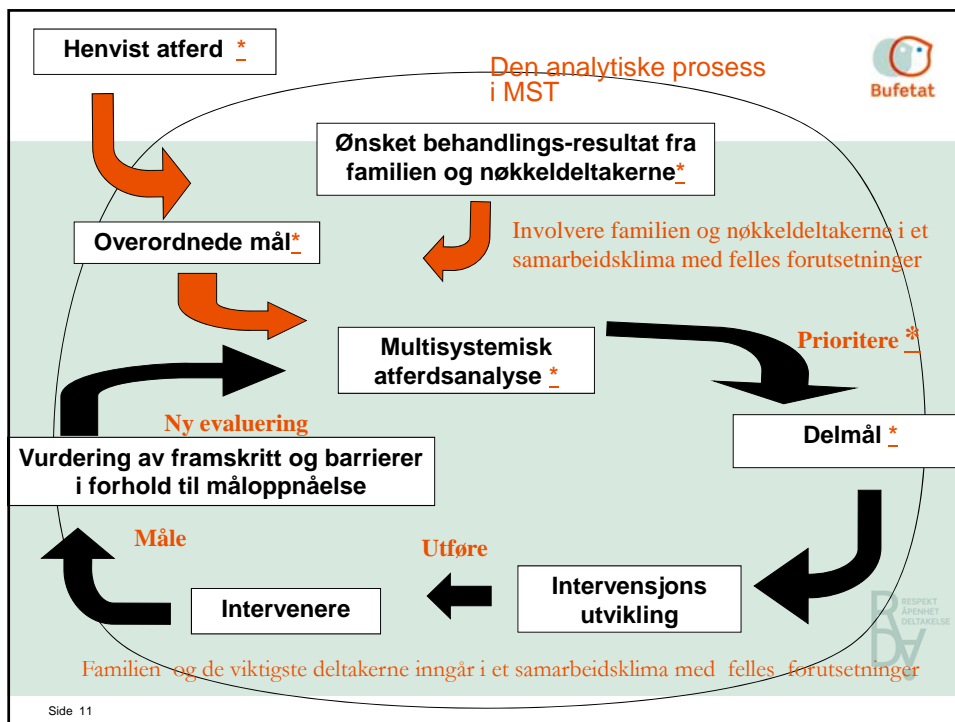 Henvist atferd *
Den analytiske prosess
i MST
Bufetat
Ønsket behandlings-resultat fra
familien og nøkkeldeltakerne*
Overordnede mål*
Involvere familien og nøkkeldeltakerne i et
samarbeidsklima med felles forutsetninger
Multisystemisk
atferdsanalyse *
Prioritere *
Ny evaluering
Delmål *
Vurdering av framskritt og barrierer
i forhold til måloppnåelse
Måle
Utføre
Intervensjons
utvikling
Intervenere
RESPEKT
ÅPENHET
DELTAKELSE
RDÅ!
Familien og de viktigste deltakerne inngår i et samarbeidsklima med felles forutsetninger
Side 11